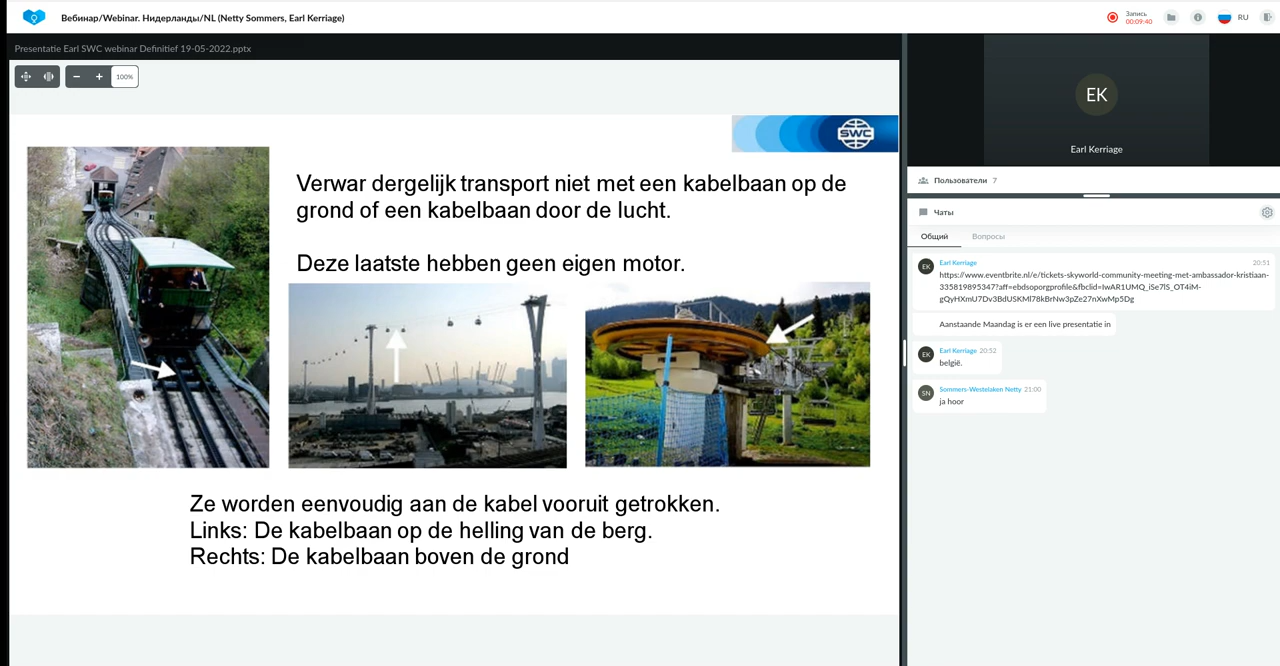 Вебинар/Webinar. Нидерланды/NL (Netty Sommers, Earl Kerriage)
Запись
00:09:40
RU
Presentatie Earl SWC webinar Definitief 19-05-2022.pptx
100%
SWC
Verwar dergelijk transport niet met een kabelbaan op de
grond of een kabelbaan door de lucht.
Deze laatste hebben geen eigen motor.
Ze worden eenvoudig aan de kabel vooruit getrokken.
Links: De kabelbaan op de helling van de berg.
Rechts: De kabelbaan boven de grond
EK
Earl Kerriage
Пользователи 7
Чаты
Общий Вопросы
EK Earl Kerriage 20:51
https://www.eventbrite.nl/e/tickets-skyworld-community-meeting-met-ambassador-kristiaan-
335819895347?aff=ebdsoporgprofile&fbclid=IwAR1UMQ_iSe7lS_OT4iM-
gQyHXmU7Dv3BdUSKMl78kBrNw3pZe27nXwMp5Dg
Aanstaande Maandag is er een live presentatie in
EK Earl Kerriage 20:52
belgië.
SN Sommers-Westelaken Netty 21:00
ja hoor